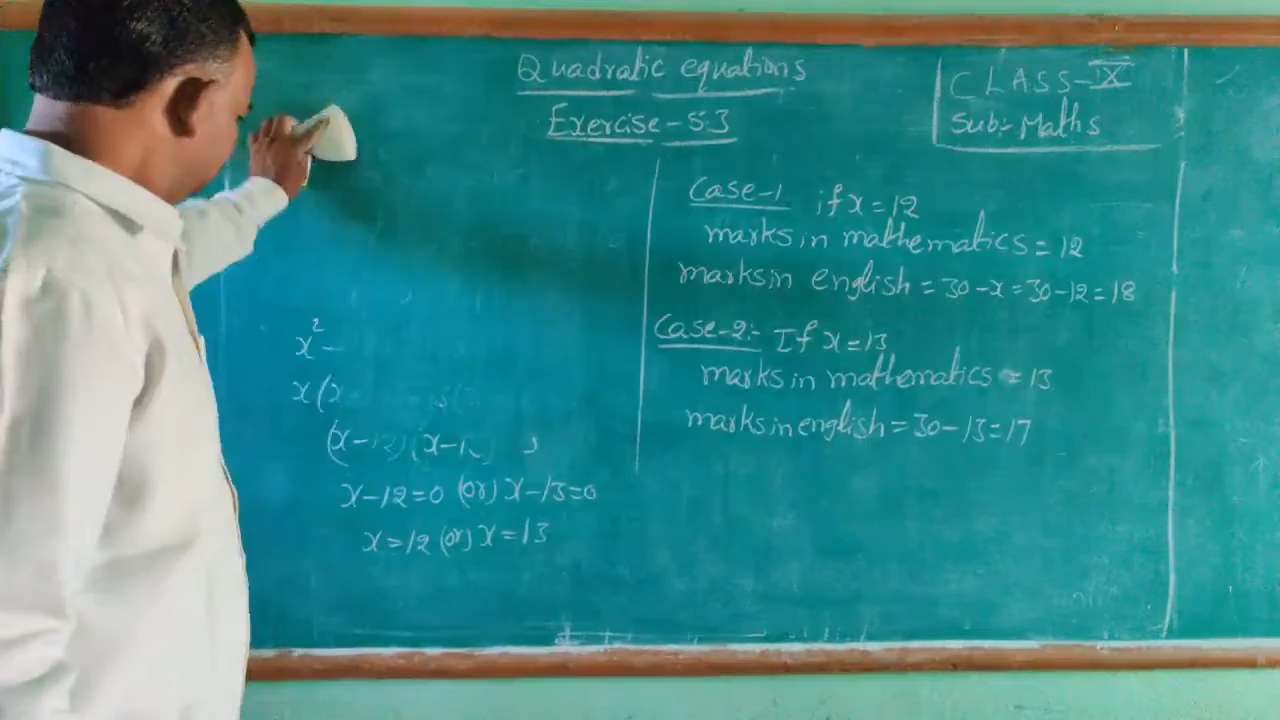 Quadratic equations
Exercise-5.3
CLASS-IX
Sub:-Maths
x² -
x(x
(x-12)(x-1
x-12=0 (or) x-13=0
x=12 (or) x=13
Case-1 if x=12
marks in mathematics = 12
marks in english = 30-x=30-12=18
Case-2:- If x=13
marks in mathematics = 13
marks in english = 30-13=17